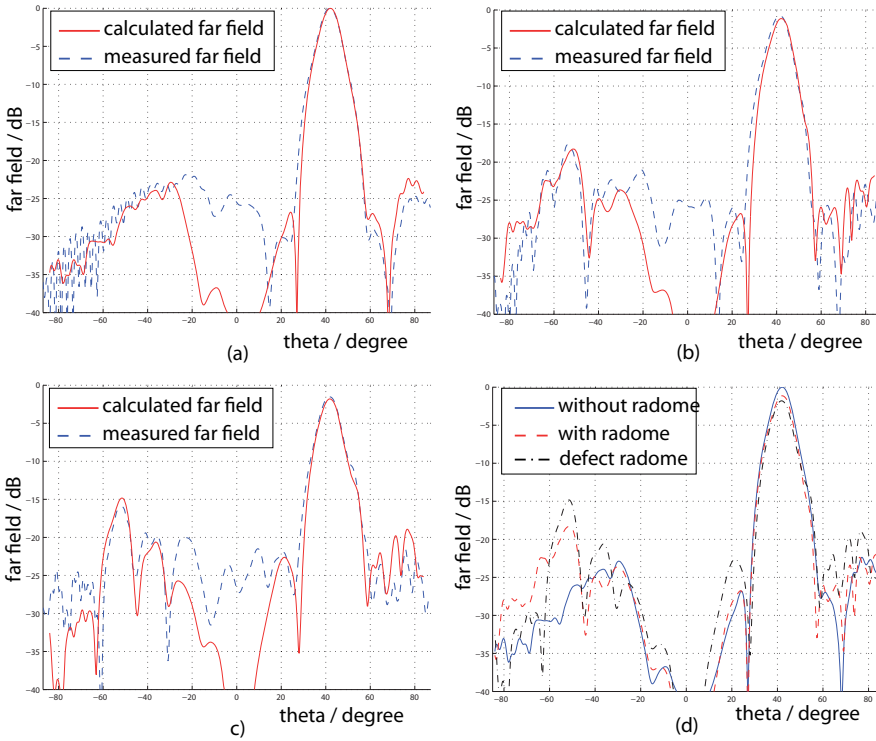 calculated far field
measured far field
far field / dB
0
−5
−10
−15
−20
−25
−30
−35
−40
−80 −60 −40 −20 0 20 40 60 80
theta / degree
(a)
calculated far field
measured far field
far field / dB
0
−5
−10
−15
−20
−25
−30
−35
−40
−80 −60 −40 −20 0 20 40 60 80
theta / degree
(b)
calculated far field
measured far field
far field / dB
0
−5
−10
−15
−20
−25
−30
−35
−40
−80 −60 −40 −20 0 20 40 60 80
theta / degree
c)
without radome
with radome
defect radome
far field / dB
0
−5
−10
−15
−20
−25
−30
−35
−40
−80 −60 −40 −20 0 20 40 60 80
theta / degree
(d)